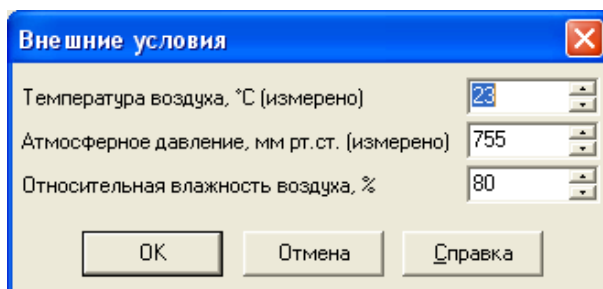 Внешние условия
Температура воздуха, °C (измерено) 23
Атмосферное давление, мм рт.ст. (измерено) 755
Относительная влажность воздуха, % 80
OK Отмена Справка